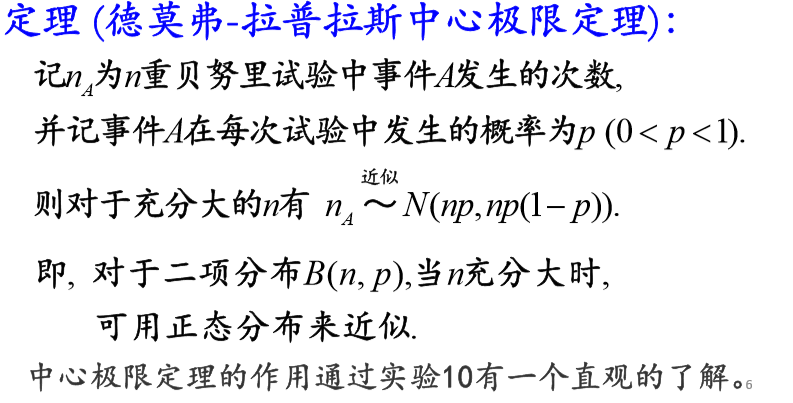 定理 (德莫弗-拉普拉斯中心极限定理):
记n_A为n重贝努里试验中事件A发生的次数,
并记事件A在每次试验中发生的概率为p (0 < p <1).
近似
则对于充分大的n有 n_A ～ N(np, np(1− p)).
即, 对于二项分布B(n, p),当n充分大时,
可用正态分布来近似.
中心极限定理的作用通过实验10有一个直观的了解。6